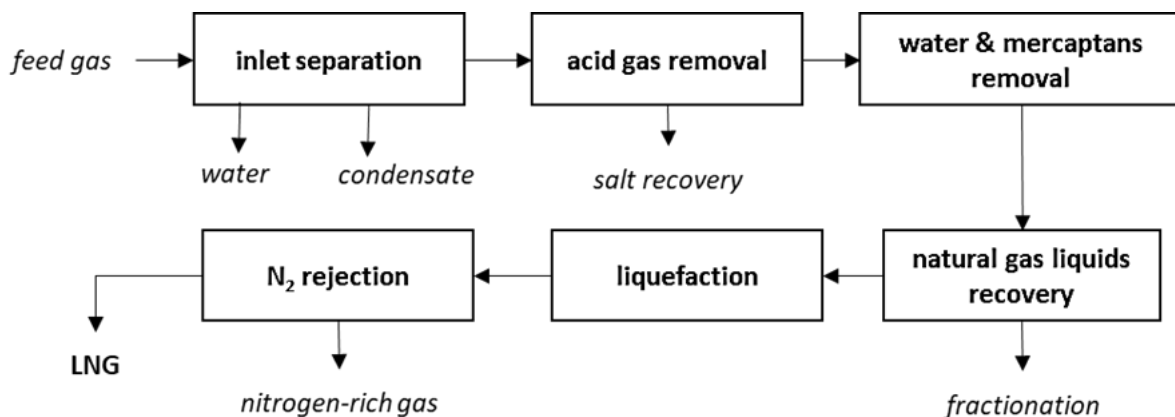 feed gas
inlet separation
acid gas removal
water & mercaptans
removal
water
condensate
salt recovery
natural gas liquids
recovery
liquefaction
N₂ rejection
LNG
nitrogen-rich gas
fractionation